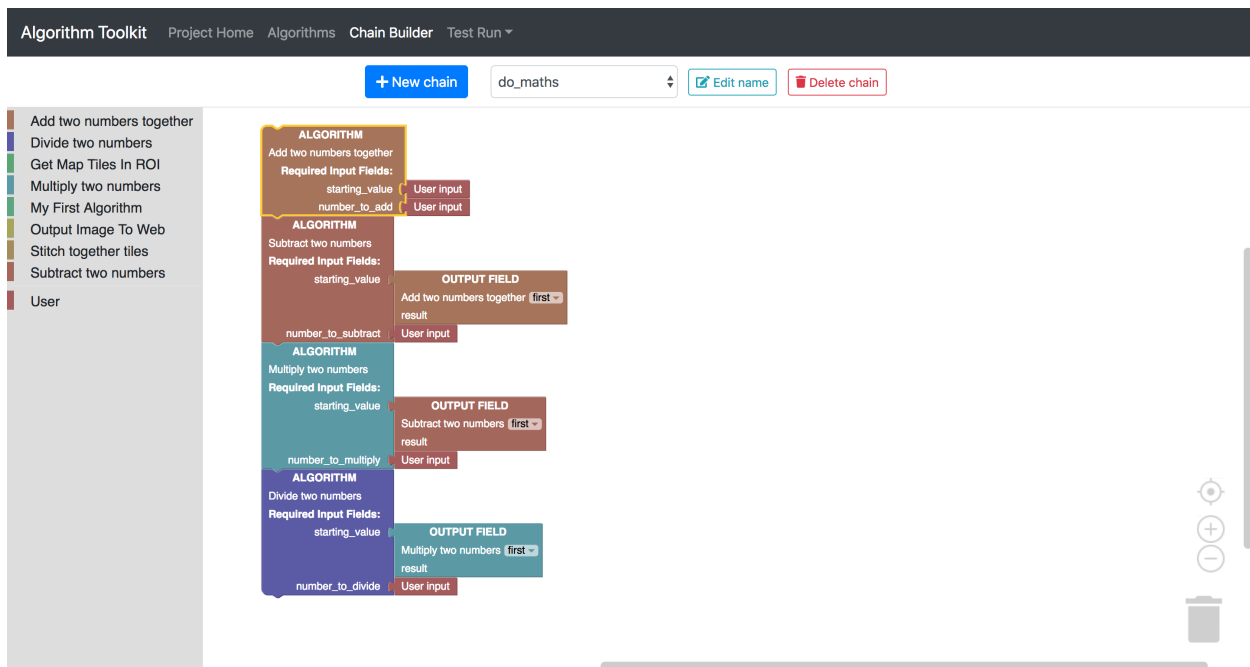 Algorithm Toolkit Project Home Algorithms Chain Builder Test Run
New chain do_maths Edit name Delete chain
Add two numbers together
Divide two numbers
Get Map Tiles In ROI
Multiply two numbers
My First Algorithm
Output Image To Web
Stitch together tiles
Subtract two numbers
User
ALGORITHM
Add two numbers together
Required Input Fields:
starting_value User input
number_to_add User input
ALGORITHM
Subtract two numbers
Required Input Fields:
starting_value OUTPUT FIELD
Add two numbers together first
result
number_to_subtract User input
ALGORITHM
Multiply two numbers
Required Input Fields:
starting_value OUTPUT FIELD
Subtract two numbers first
result
number_to_multiply User input
ALGORITHM
Divide two numbers
Required Input Fields:
starting_value OUTPUT FIELD
Multiply two numbers first
result
number_to_divide User input